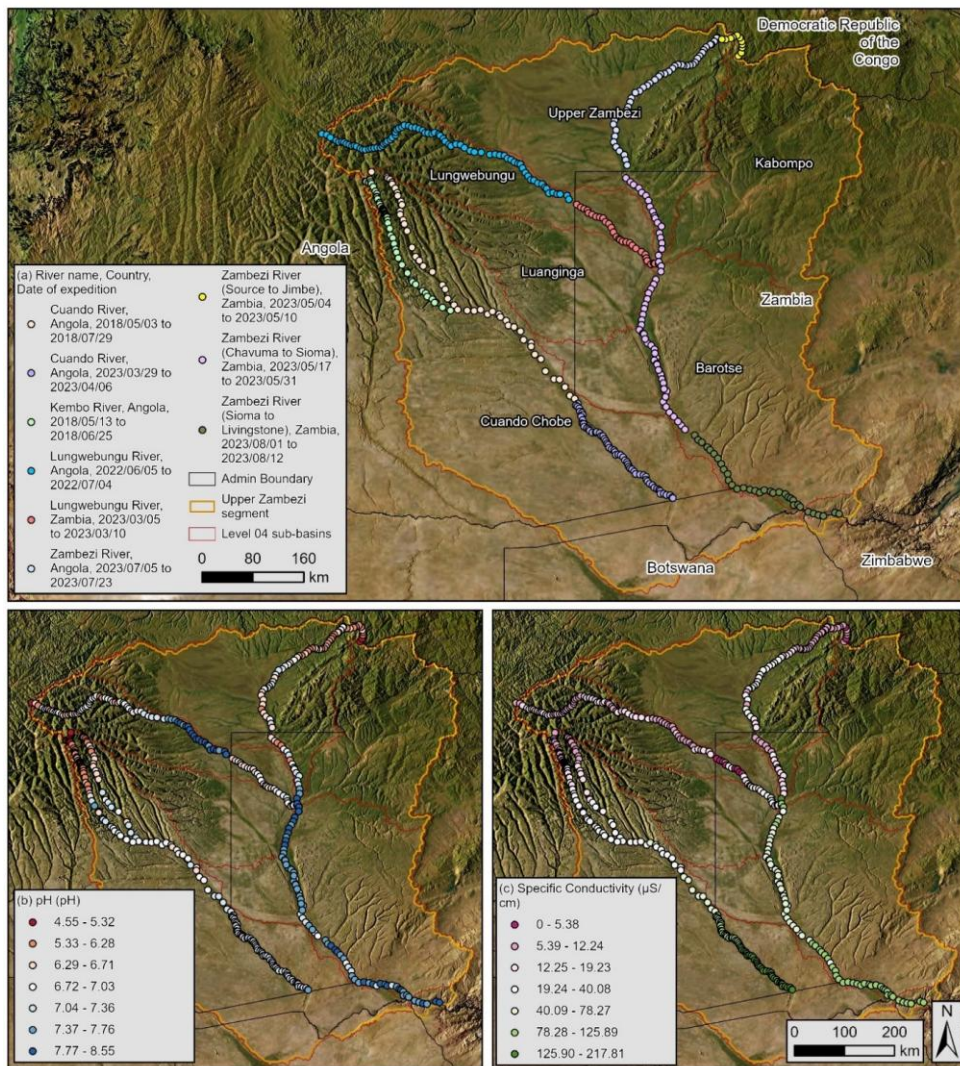 Democratic Republic
of the
Congo
Upper Zambezi
Kabompo
Lungwebungu
Angola
Luanginga
Zambia
Barotse
Cuando Chobe
Botswana
Zimbabwe
(a) River name, Country,
Date of expedition
Cuando River,
Angola, 2018/05/03 to
2018/07/29
Cuando River,
Angola, 2023/03/29 to
2023/04/06
Kembo River, Angola,
2018/05/13 to
2018/06/25
Lungwebungu River,
Angola, 2022/06/05 to
2022/07/04
Lungwebungu River,
Zambia, 2023/03/05
to 2023/03/10
Zambezi River,
Angola, 2023/07/05 to
2023/07/23
Zambezi River
(Source to Jimbe),
Zambia, 2023/05/04
to 2023/05/10
Zambezi River
(Chavuma to Sioma),
Zambia, 2023/05/17
to 2023/05/31
Zambezi River
(Sioma to
Livingstone), Zambia,
2023/08/01 to
2023/08/12
Admin Boundary
Upper Zambezi
segment
Level 04 sub-basins
0 80 160
km
(b) pH (pH)
4.55 - 5.32
5.33 - 6.28
6.29 - 6.71
6.72 - 7.03
7.04 - 7.36
7.37 - 7.76
7.77 - 8.55
(c) Specific Conductivity (µS/
cm)
0 - 5.38
5.39 - 12.24
12.25 - 19.23
19.24 - 40.08
40.09 - 78.27
78.28 - 125.89
125.90 - 217.81
0 100 200
km
N